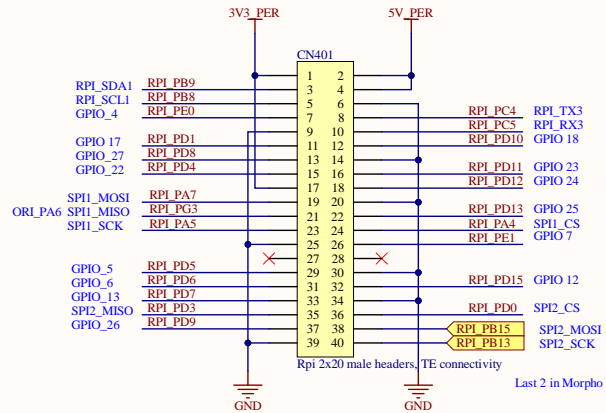 3V3_PER 5V_PER
CN401
1 2
RPI_SDA1 RPI_PB9 3 4
RPI_SCL1 RPI_PB8 5 6
GPIO_4 RPI_PE0 7 8 RPI_PC4 RPI_TX3
9 10 RPI_PC5 RPI_RX3
GPIO 17 RPI_PD1 11 12 RPI_PD10 GPIO 18
GPIO_27 RPI_PD8 13 14
GPIO_22 RPI_PD4 15 16 RPI_PD11 GPIO 23
17 18 RPI_PD12 GPIO 24
SPI1_MOSI RPI_PA7 19 20
ORI_PA6 SPI1_MISO RPI_PG3 21 22 RPI_PD13 GPIO 25
SPI1_SCK RPI_PA5 23 24 RPI_PA4 SPI1_CS
25 26 RPI_PE1 GPIO 7
27 28
GPIO_5 RPI_PD5 29 30
GPIO_6 RPI_PD6 31 32 RPI_PD15 GPIO 12
GPIO_13 RPI_PD7 33 34
SPI2_MISO RPI_PD3 35 36 RPI_PD0 SPI2_CS
GPIO_26 RPI_PD9 37 38 RPI_PB15 SPI2_MOSI
39 40 RPI_PB13 SPI2_SCK
Rpi 2x20 male headers, TE connectivity
Last 2 in Morpho
GND GND